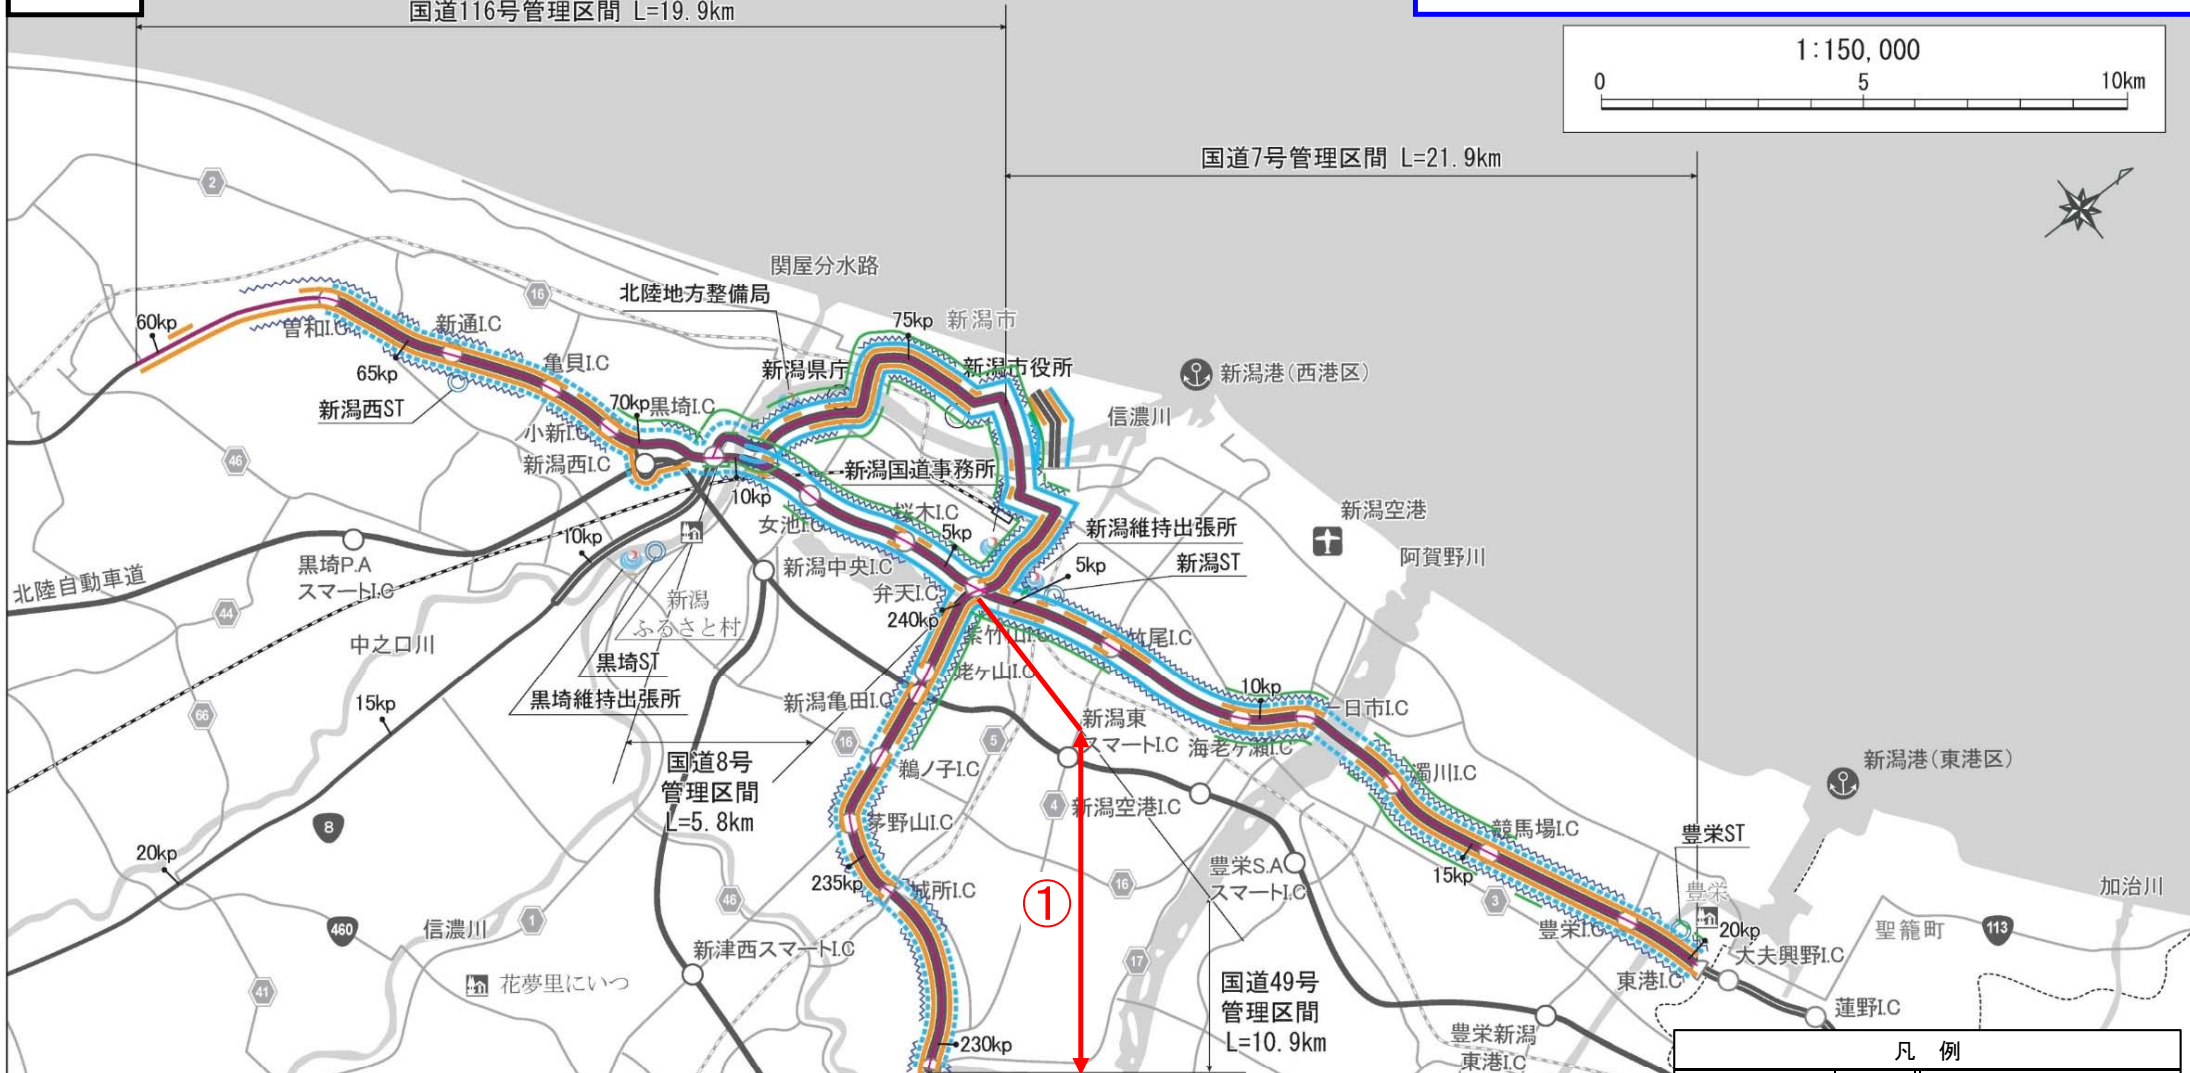 国道116号管理区間 L=19.9km
1:150,000
0 5 10km
国道7号管理区間 L=21.9km
2
関屋分水路
北陸地方整備局
16
60kp
曽和I.C
新通I.C
75kp
新潟市
65kp
亀貝I.C
新潟県庁
新潟市役所
新潟港(西港区)
新潟西ST
70kp
黒埼I.C
信濃川
小新I.C
46
新潟西I.C
新潟国道事務所
10kp
女池I.C
桜木I.C
5kp
新潟維持出張所
新潟空港
10kp
黒埼P.A
スマートI.C
北陸自動車道
新潟中央I.C
5kp
新潟ST
阿賀野川
弁天I.C
44
新潟
ふるさと村
240kp
紫竹山I.C
竹尾I.C
中之口川
黒埼ST
姥ヶ山I.C
黒埼維持出張所
新潟亀田I.C
10kp
一日市I.C
66
15kp
16
5
新潟東
スマートI.C
海老ヶ瀬I.C
国道8号
管理区間
L=5.8km
鵜ノ子I.C
濁川I.C
新潟港(東港区)
4
新潟空港I.C
8
茅野山I.C
競馬場I.C
豊栄ST
20kp
235kp
城所I.C
豊栄S.A
スマートI.C
15kp
豊栄
加治川
46
①
16
3
460
信濃川
1
豊栄I.C
20kp
聖籠町
113
新津西スマートI.C
大夫興野I.C
17
41
花夢里にいつ
国道49号
管理区間
L=10.9km
東港I.C
蓮野I.C
230kp
豊栄新潟
東港I.C
凡 例